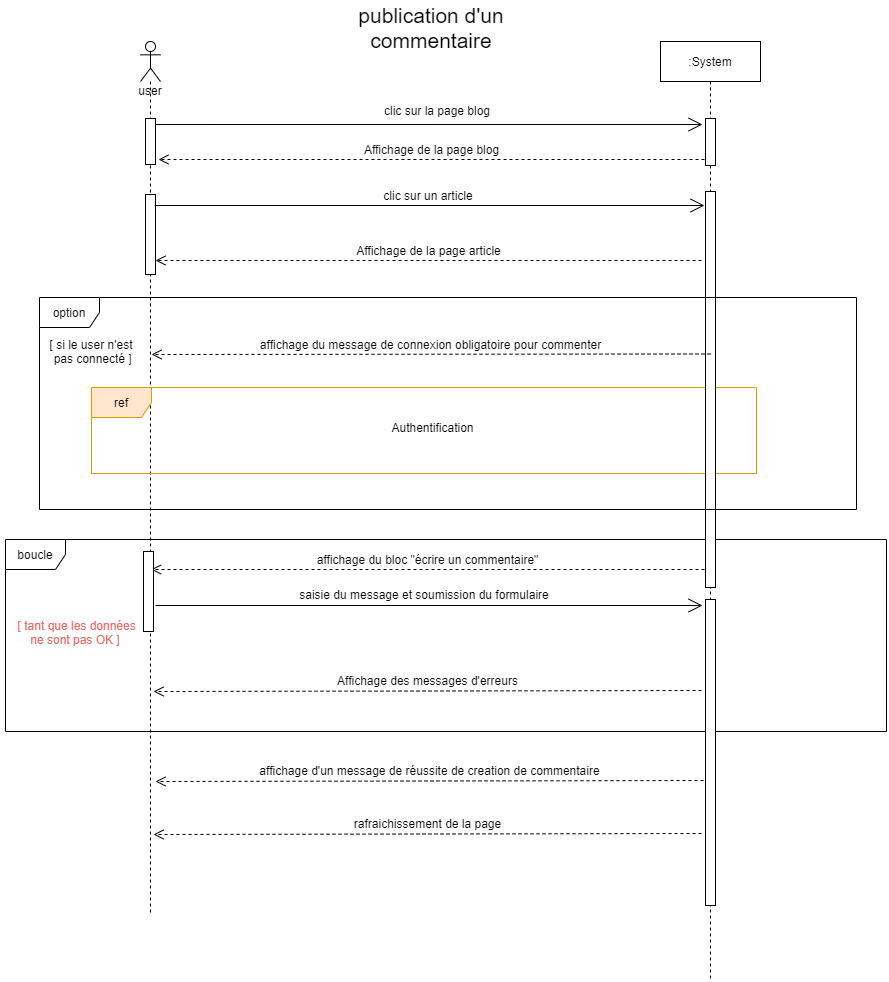 publication d'un
commentaire
user
:System
clic sur la page blog
Affichage de la page blog
clic sur un article
Affichage de la page article
option
[ si le user n'est
pas connecté ]
affichage du message de connexion obligatoire pour commenter
ref
Authentification
boucle
affichage du bloc "écrire un commentaire"
saisie du message et soumission du formulaire
[ tant que les données
ne sont pas OK ]
Affichage des messages d'erreurs
affichage d'un message de réussite de creation de commentaire
rafraichissement de la page